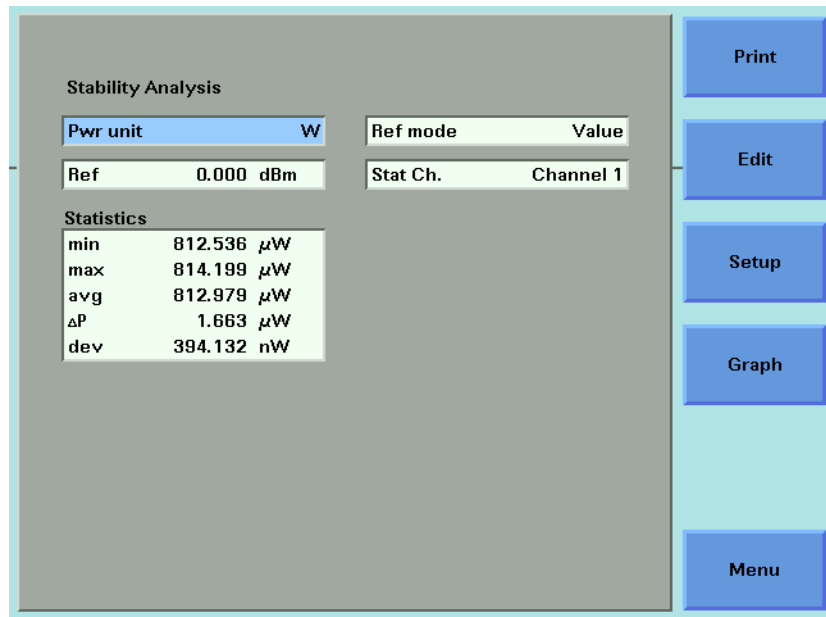 Stability Analysis
Pwr unit W
Ref mode Value
Ref 0.000 dBm
Stat Ch. Channel 1
Statistics
min 812.536 µW
max 814.199 µW
avg 812.979 µW
△P 1.663 µW
dev 394.132 nW
Print
Edit
Setup
Graph
Menu